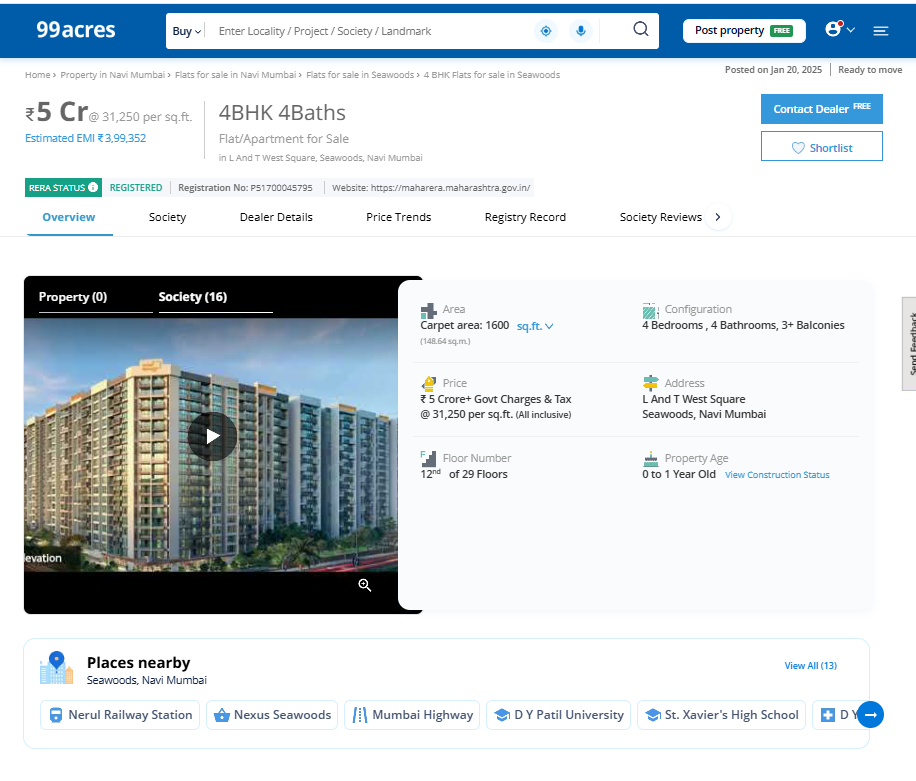 99acres
Buy
Enter Locality / Project / Society / Landmark
Post property FREE
Home › Property in Navi Mumbai › Flats for sale in Navi Mumbai › Flats for sale in Seawoods › 4 BHK Flats for sale in Seawoods
Posted on Jan 20, 2025 | Ready to move
₹5 Cr @ 31,250 per sq.ft.
Estimated EMI ₹3,99,352
4BHK 4Baths
Flat/Apartment for Sale
in L And T West Square, Seawoods, Navi Mumbai
Contact Dealer FREE
Shortlist
RERA STATUS REGISTERED | Registration No: P51700045795 | Website: https://maharera.maharashtra.gov.in/
Overview Society Dealer Details Price Trends Registry Record Society Reviews
Property (0) Society (16)
levation
Area
Carpet area: 1600 sq.ft.
(148.64 sq.m.)
Configuration
4 Bedrooms , 4 Bathrooms, 3+ Balconies
Price
₹ 5 Crore+ Govt Charges & Tax
@ 31,250 per sq.ft. (All inclusive)
Address
L And T West Square
Seawoods, Navi Mumbai
Floor Number
12nd of 29 Floors
Property Age
0 to 1 Year Old View Construction Status
Send Feedback
Places nearby
Seawoods, Navi Mumbai
View All (13)
Nerul Railway Station Nexus Seawoods Mumbai Highway D Y Patil University St. Xavier's High School D Y